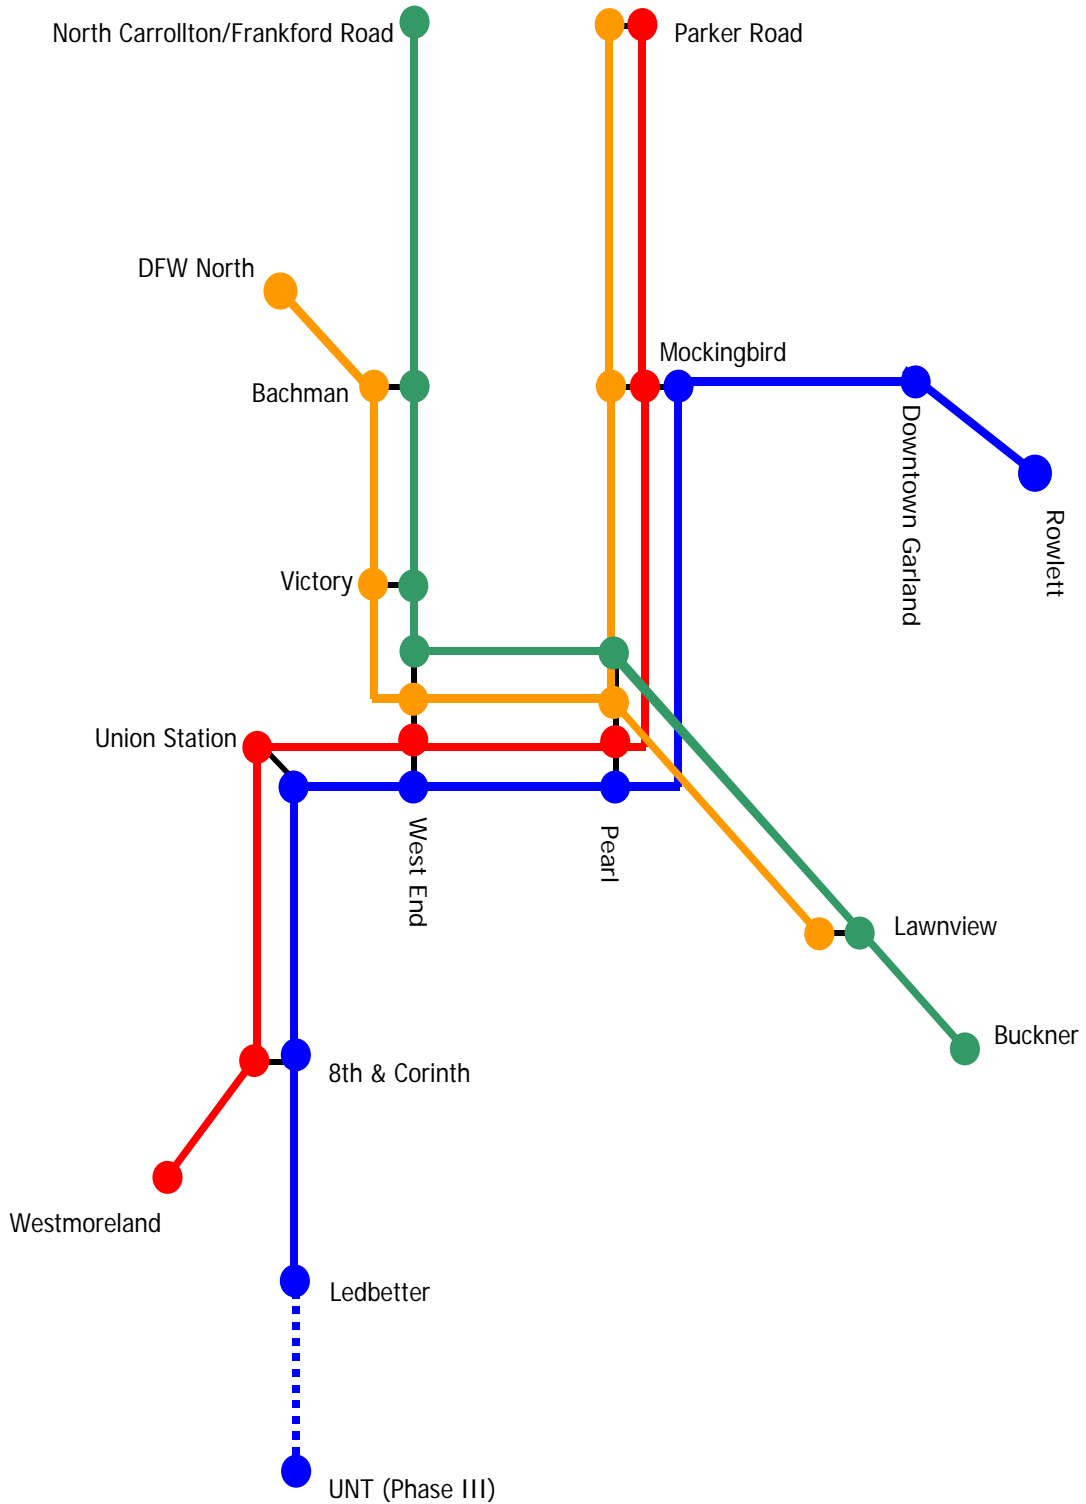 North Carrollton/Frankford Road
Parker Road
DFW North
Mockingbird
Bachman
Downtown Garland
Rowlett
Victory
Union Station
West End
Pearl
Lawnview
Buckner
8th & Corinth
Westmoreland
Ledbetter
UNT (Phase III)